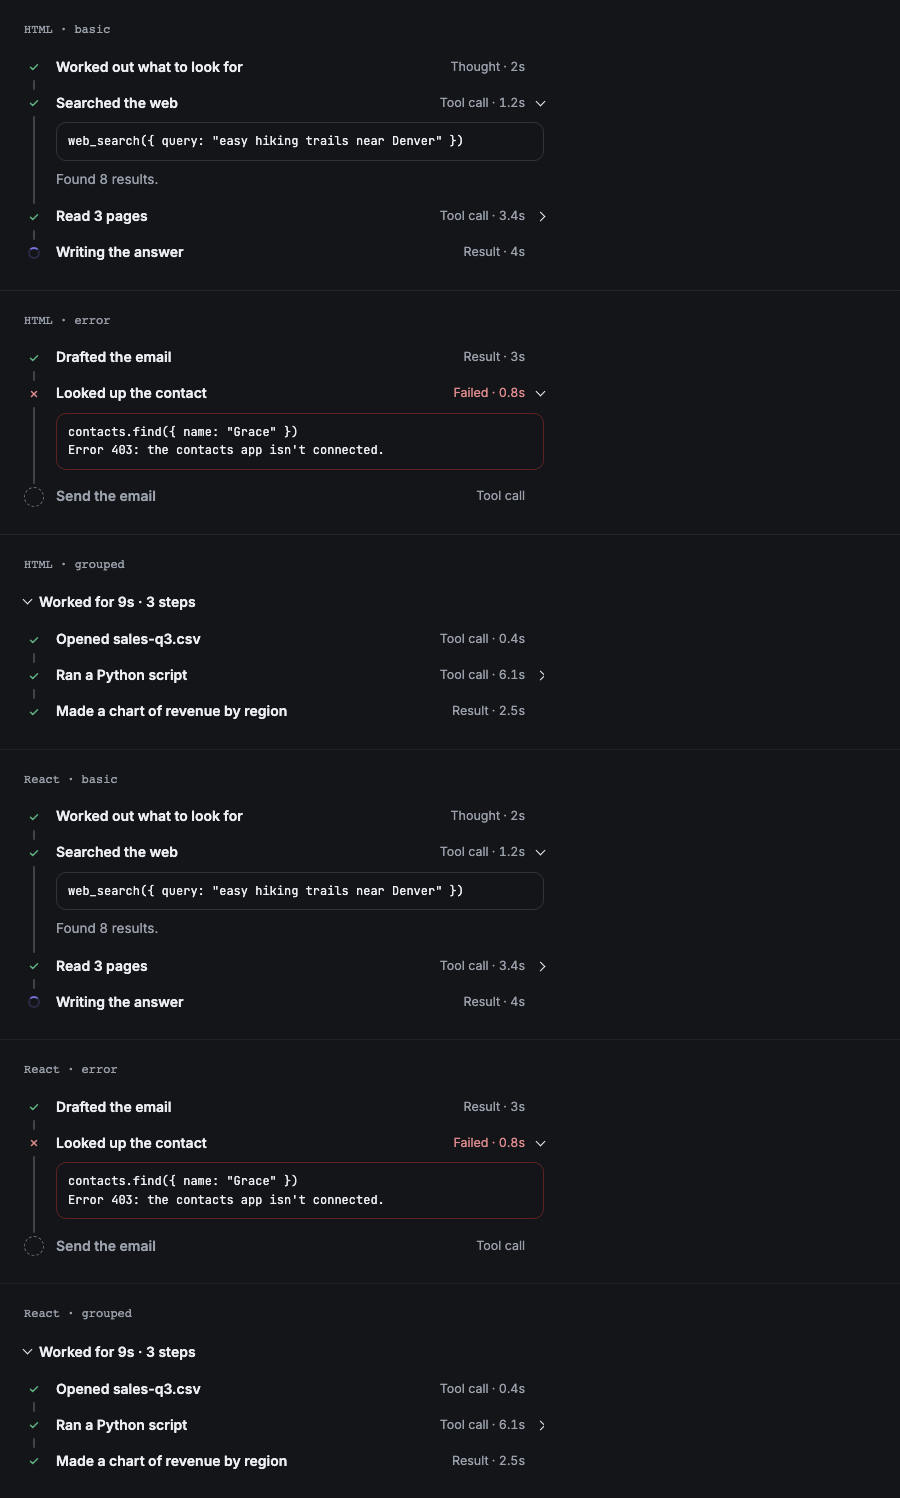 HTML • basic
Worked out what to look for Thought · 2s
Searched the web Tool call · 1.2s
web_search({ query: "easy hiking trails near Denver" })
Found 8 results.
Read 3 pages Tool call · 3.4s
Writing the answer Result · 4s
HTML • error
Drafted the email Result · 3s
Looked up the contact Failed · 0.8s
contacts.find({ name: "Grace" })
Error 403: the contacts app isn't connected.
Send the email Tool call
HTML • grouped
Worked for 9s · 3 steps
Opened sales-q3.csv Tool call · 0.4s
Ran a Python script Tool call · 6.1s
Made a chart of revenue by region Result · 2.5s
React • basic
Worked out what to look for Thought · 2s
Searched the web Tool call · 1.2s
web_search({ query: "easy hiking trails near Denver" })
Found 8 results.
Read 3 pages Tool call · 3.4s
Writing the answer Result · 4s
React • error
Drafted the email Result · 3s
Looked up the contact Failed · 0.8s
contacts.find({ name: "Grace" })
Error 403: the contacts app isn't connected.
Send the email Tool call
React • grouped
Worked for 9s · 3 steps
Opened sales-q3.csv Tool call · 0.4s
Ran a Python script Tool call · 6.1s
Made a chart of revenue by region Result · 2.5s